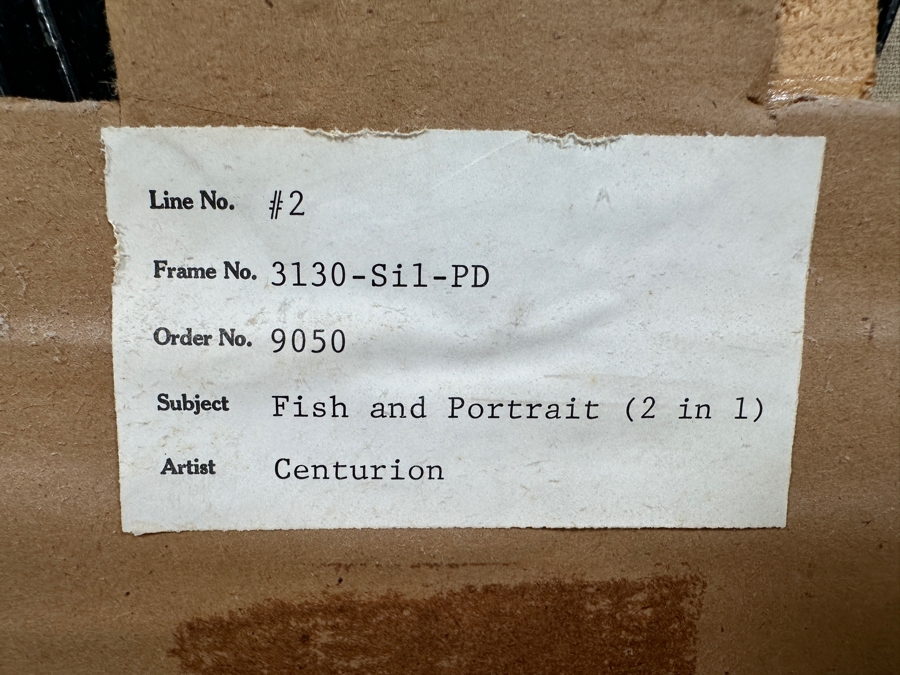 Line No. #2
Frame No. 3130-Sil-PD
Order No. 9050
Subject Fish and Portrait (2 in 1)
Artist Centurion